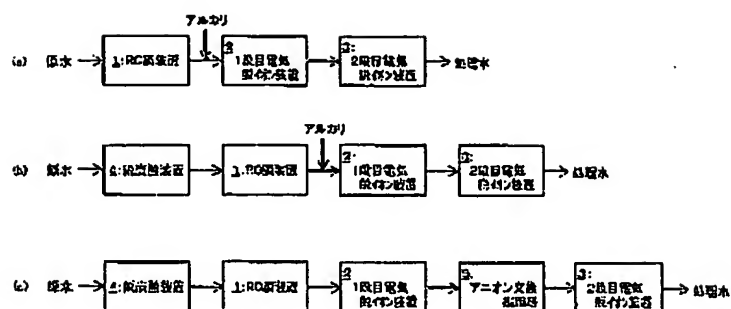 アルカリ
(a) 原水 1:RO膜装置 2: 3: 処理水
1段目電気 2段目電気
脱イオン装置 脱イオン装置
アルカリ
(b) 原水 4:脱炭酸装置 1:RO膜装置 2: 3: 処理水
1段目電気 2段目電気
脱イオン装置 脱イオン装置
(c) 原水 4:脱炭酸装置 1:RO膜装置 2: 5: 3: 処理水
1段目電気 アニオン交換 2段目電気
脱イオン装置 脱イオン装置